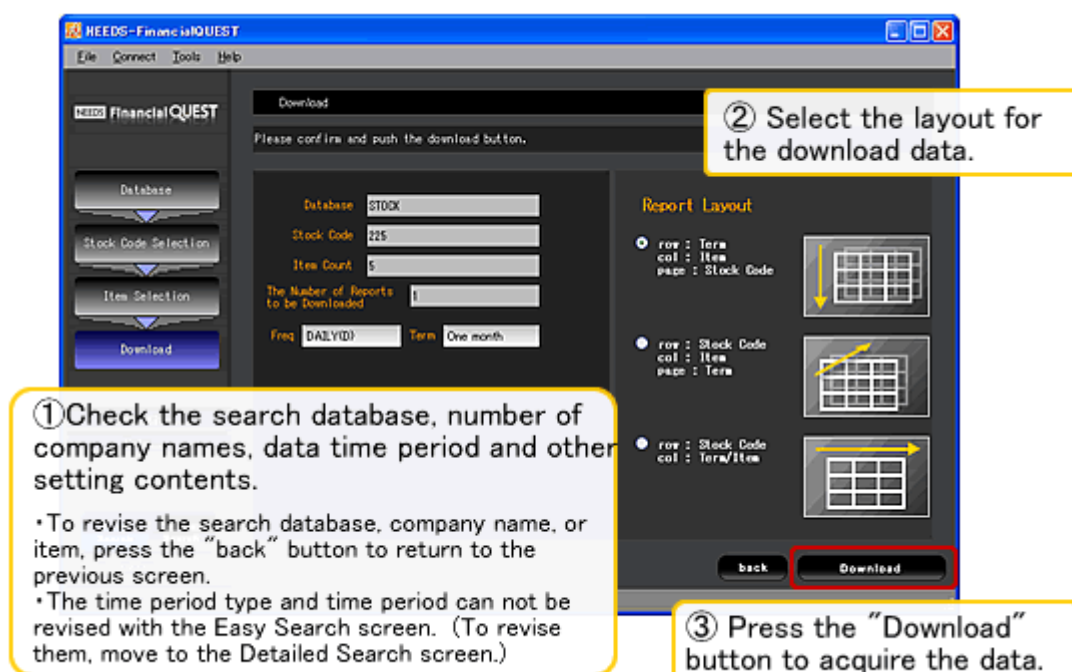 NEEDS-FinancialQUEST
File Connect Tools Help
NEEDS FinancialQUEST
Download
Please confirm and push the download button.
② Select the layout for
the download data.
Database
Stock Code Selection
Item Selection
Download
Database STOCK
Stock Code 225
Item Count 5
The Number of Reports
to be Downloaded 1
Freq DAILY(D) Term One month
Report Layout
row : Term
col : Item
page : Stock Code
row : Stock Code
col : Item
page : Term
row : Stock Code
col : Term/Item
①Check the search database, number of
company names, data time period and other
setting contents.
・To revise the search database, company name, or
item, press the "back" button to return to the
previous screen.
・The time period type and time period can not be
revised with the Easy Search screen. (To revise
them, move to the Detailed Search screen.)
back Download
③ Press the "Download"
button to acquire the data.